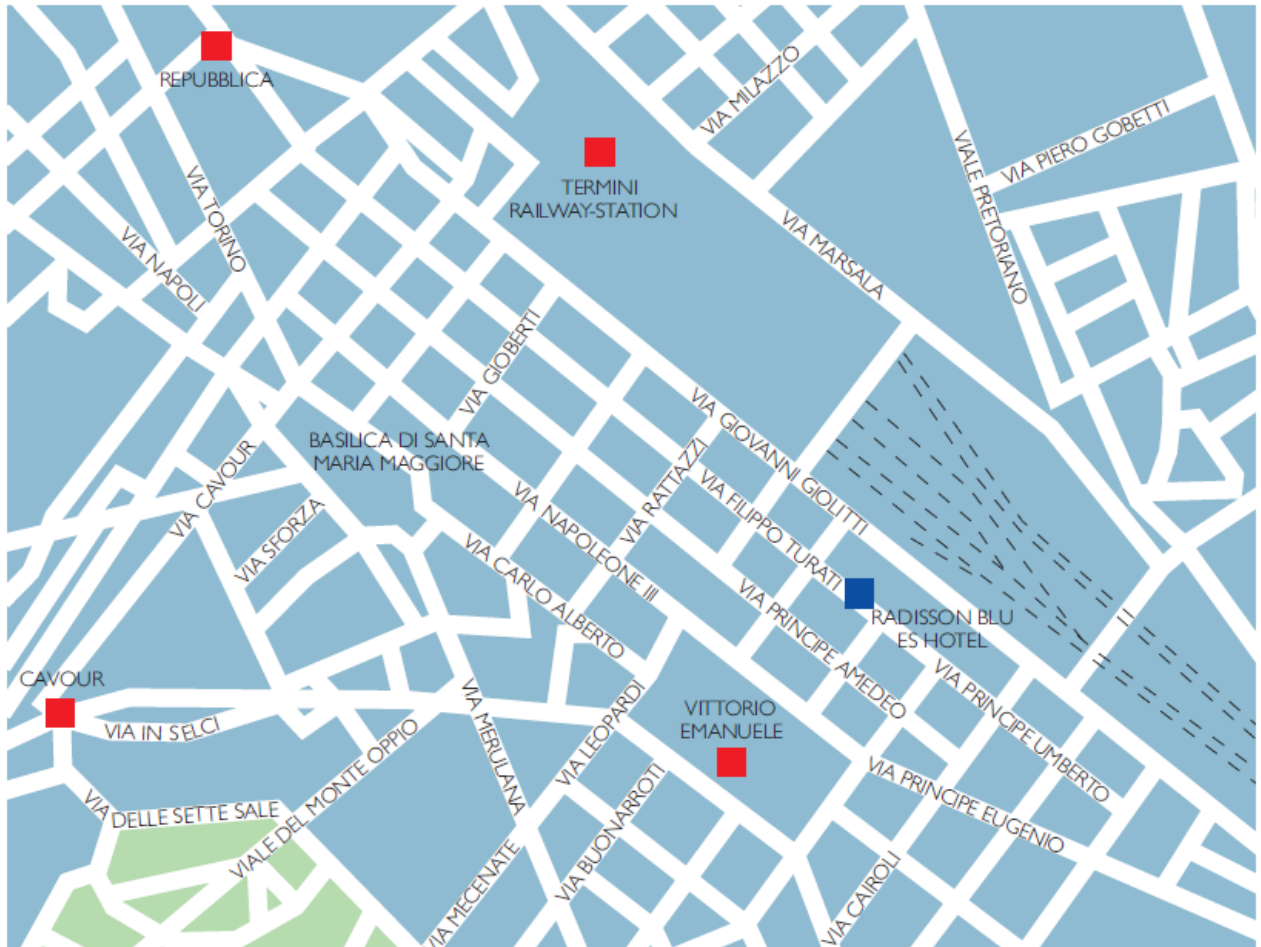 REPUBBLICA
VIA MILAZZO
VIA PIERO GOBETTI
TERMINI
RAILWAY-STATION
VIALE PRETORIANO
VIA TORINO
VIA NAPOLI
VIA MARSALA
VIA GIOBERTI
BASILICA DI SANTA
MARIA MAGGIORE
VIA GIOVANNI GIOLITTI
VIA CAVOUR
VIA SFORZA
VIA NAPOLEONE III
VIA RATTAZZI
VIA FILIPPO TURATI
VIA CARLO ALBERTO
VIA PRINCIPE AMEDEO
RADISSON BLU
ES HOTEL
CAVOUR
VIA IN SELCI
VIA MERULANA
VIA LEOPARDI
VITTORIO
EMANUELE
VIA PRINCIPE UMBERTO
VIA DELLE SETTE SALE
VIALE DEL MONTE OPPIO
VIA MECENATE
VIA BUONARROTI
VIA PRINCIPE EUGENIO
VIA CAIROLI